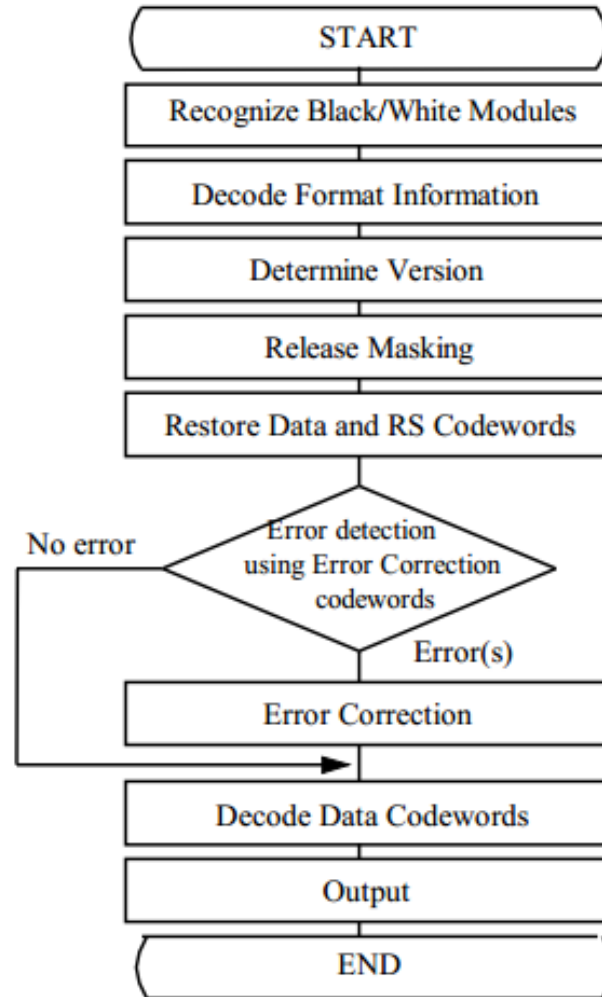 START
Recognize Black/White Modules
Decode Format Information
Determine Version
Release Masking
Restore Data and RS Codewords
No error
Error detection
using Error Correction
codewords
Error(s)
Error Correction
Decode Data Codewords
Output
END